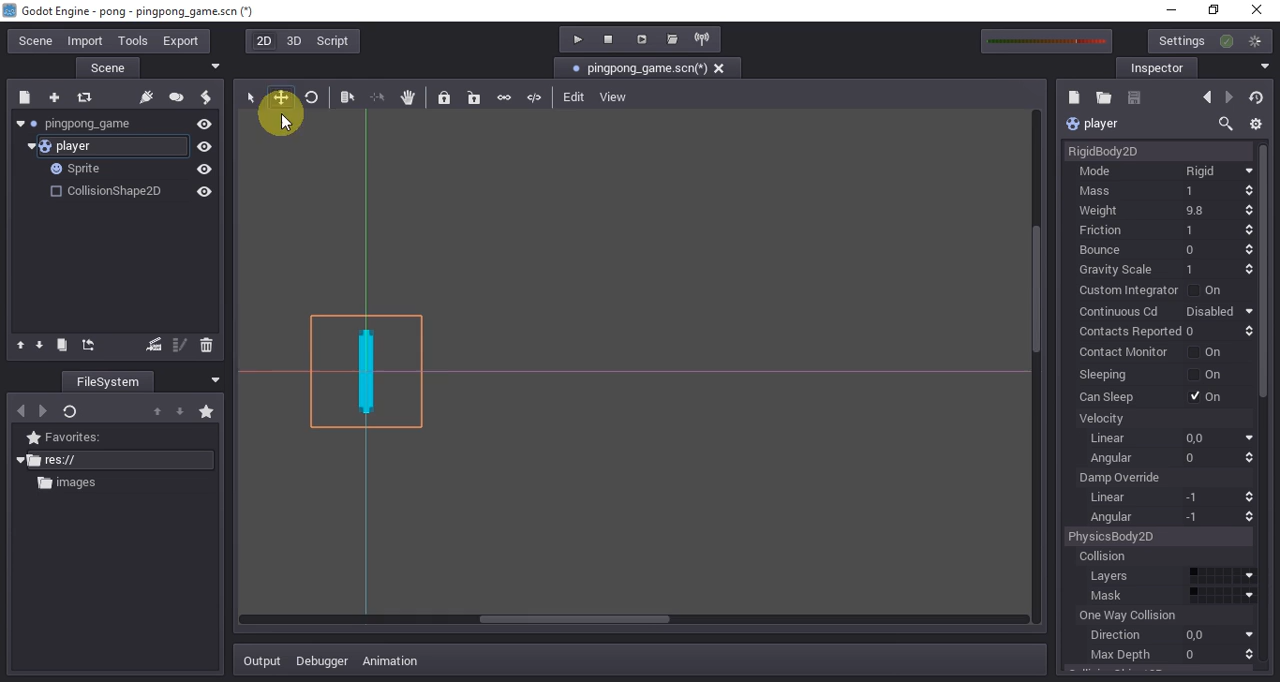 Godot Engine - pong - pingpong_game.scn (*)
Scene Import Tools Export
2D 3D Script
Settings
Scene
pingpong_game.scn(*)
Inspector
Edit View
pingpong_game
player
Sprite
CollisionShape2D
FileSystem
Favorites:
res://
images
Output Debugger Animation
player
RigidBody2D
Mode Rigid
Mass 1
Weight 9.8
Friction 1
Bounce 0
Gravity Scale 1
Custom Integrator On
Continuous Cd Disabled
Contacts Reported 0
Contact Monitor On
Sleeping On
Can Sleep On
Velocity
Linear 0,0
Angular 0
Damp Override
Linear -1
Angular -1
PhysicsBody2D
Collision
Layers
Mask
One Way Collision
Direction 0,0
Max Depth 0